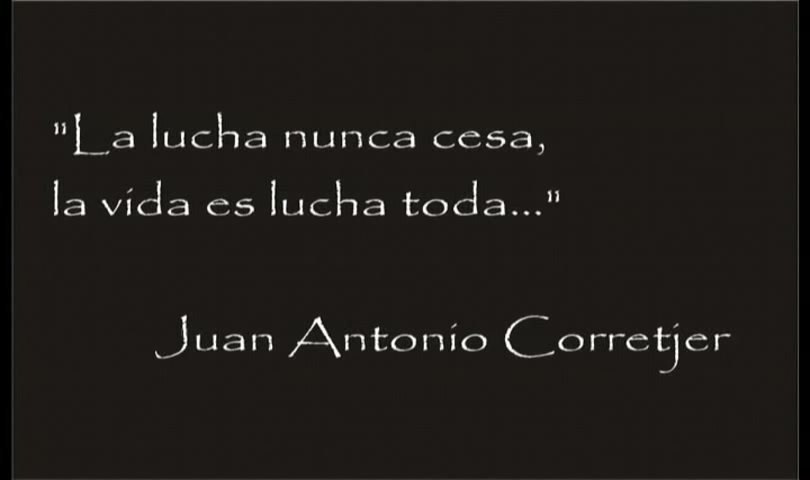 "La lucha nunca cesa,
la vida es lucha toda..."
Juan Antonio Corretjer